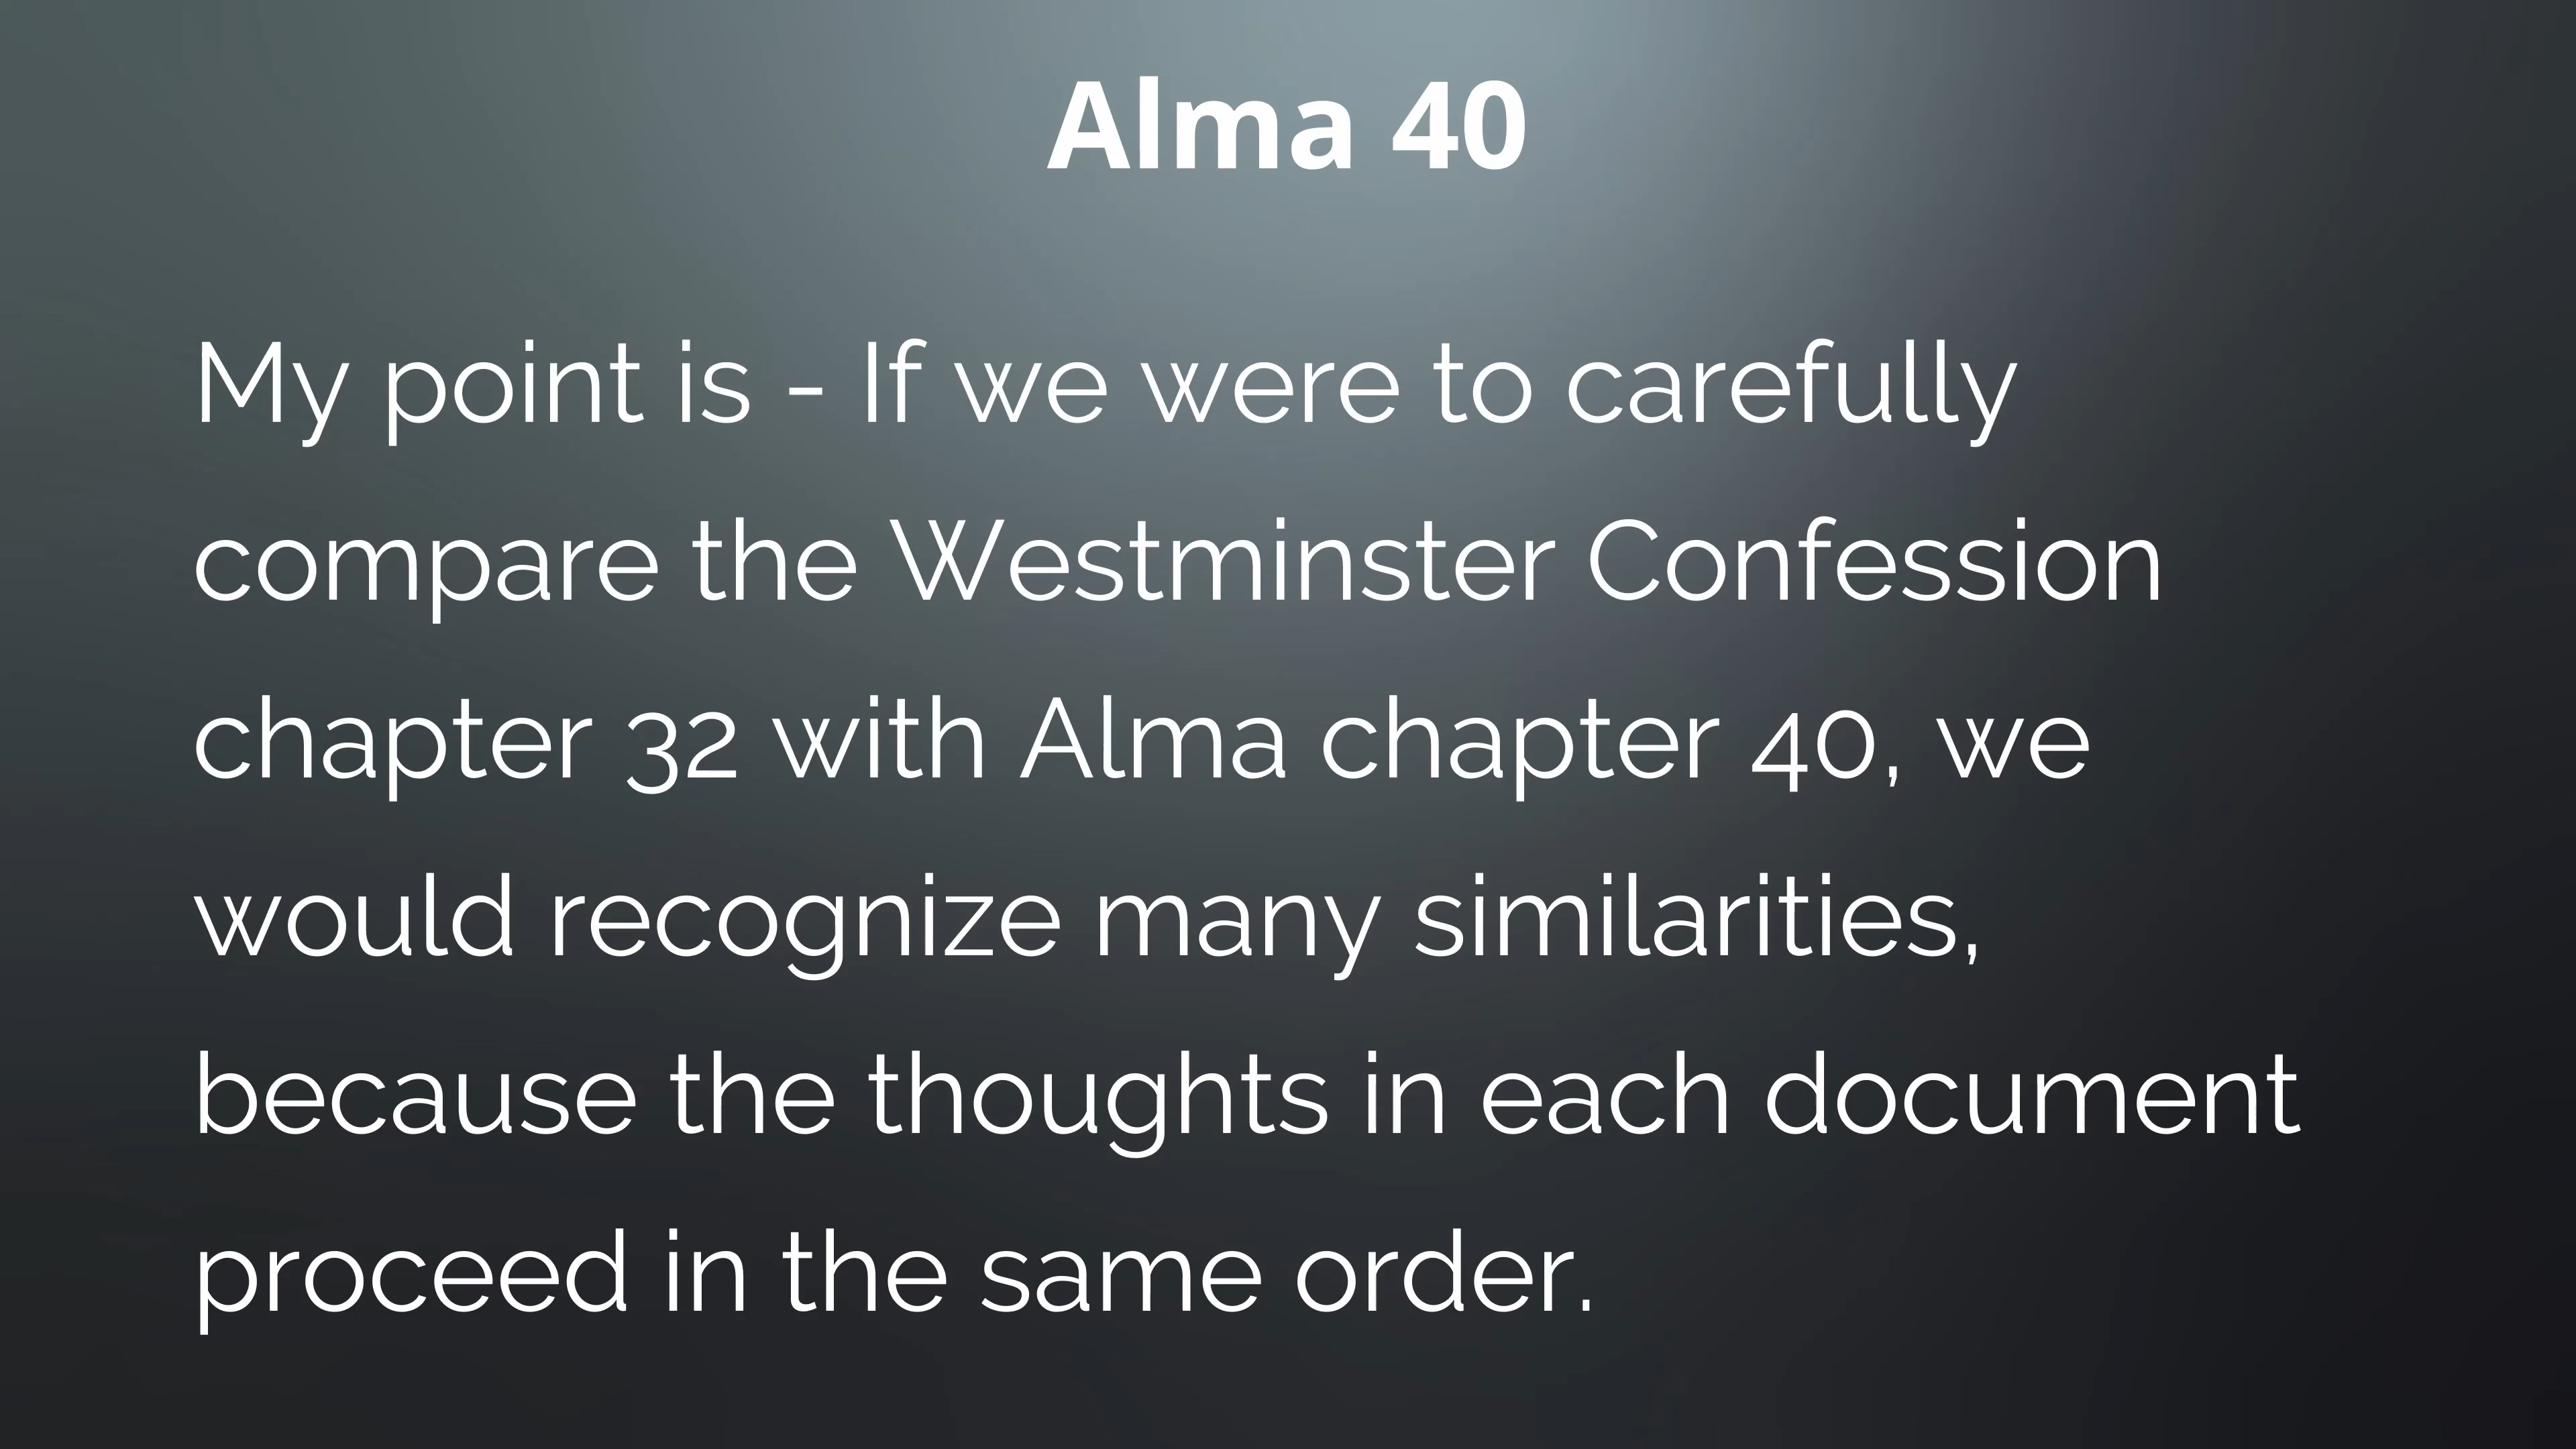 Alma 40
My point is - If we were to carefully
compare the Westminster Confession
chapter 32 with Alma chapter 40, we
would recognize many similarities,
because the thoughts in each document
proceed in the same order.